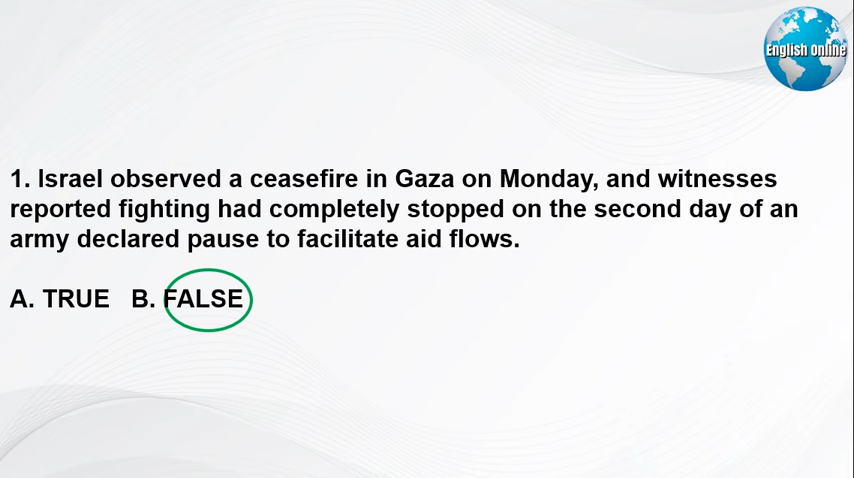 English Online
1. Israel observed a ceasefire in Gaza on Monday, and witnesses
reported fighting had completely stopped on the second day of an
army declared pause to facilitate aid flows.
A. TRUE B. FALSE